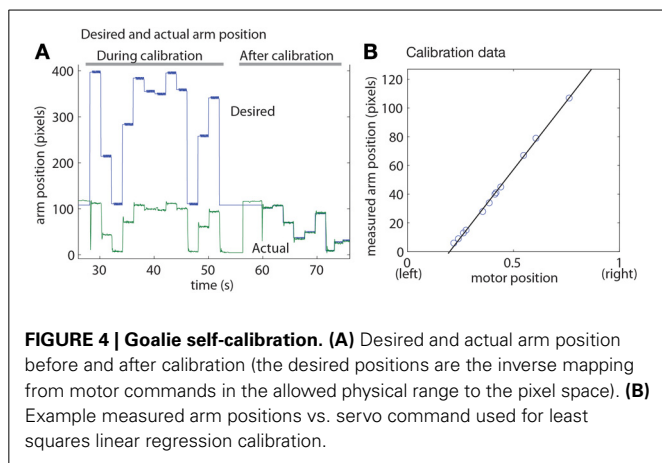 Desired and actual arm position
A
During calibration
After calibration
400
300
200
100
0
arm position (pixels)
Desired
Actual
30
40
50
60
70
time (s)
B
Calibration data
120
100
80
60
40
20
0
measured arm position (pixels)
0
0.5
1
(left)
motor position
(right)
FIGURE 4 | Goalie self-calibration. (A) Desired and actual arm position
before and after calibration (the desired positions are the inverse mapping
from motor commands in the allowed physical range to the pixel space). (B)
Example measured arm positions vs. servo command used for least
squares linear regression calibration.